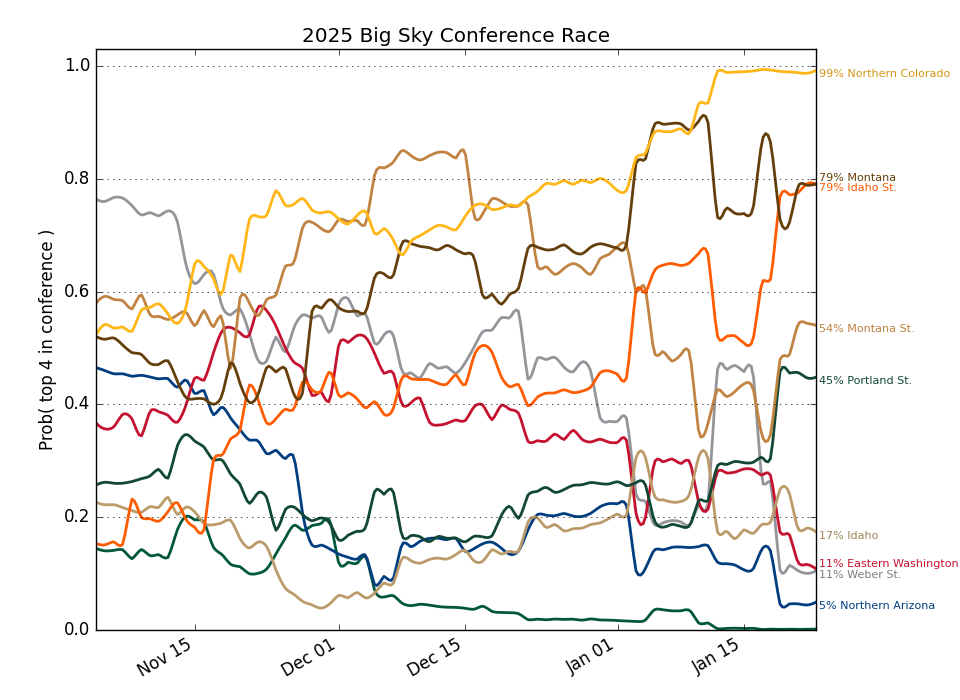 2025 Big Sky Conference Race
Prob( top 4 in conference )
1.0
0.8
0.6
0.4
0.2
0.0
Nov 15
Dec 01
Dec 15
Jan 01
Jan 15
99% Northern Colorado
79% Montana
79% Idaho St.
54% Montana St.
45% Portland St.
17% Idaho
11% Eastern Washington
11% Weber St.
5% Northern Arizona